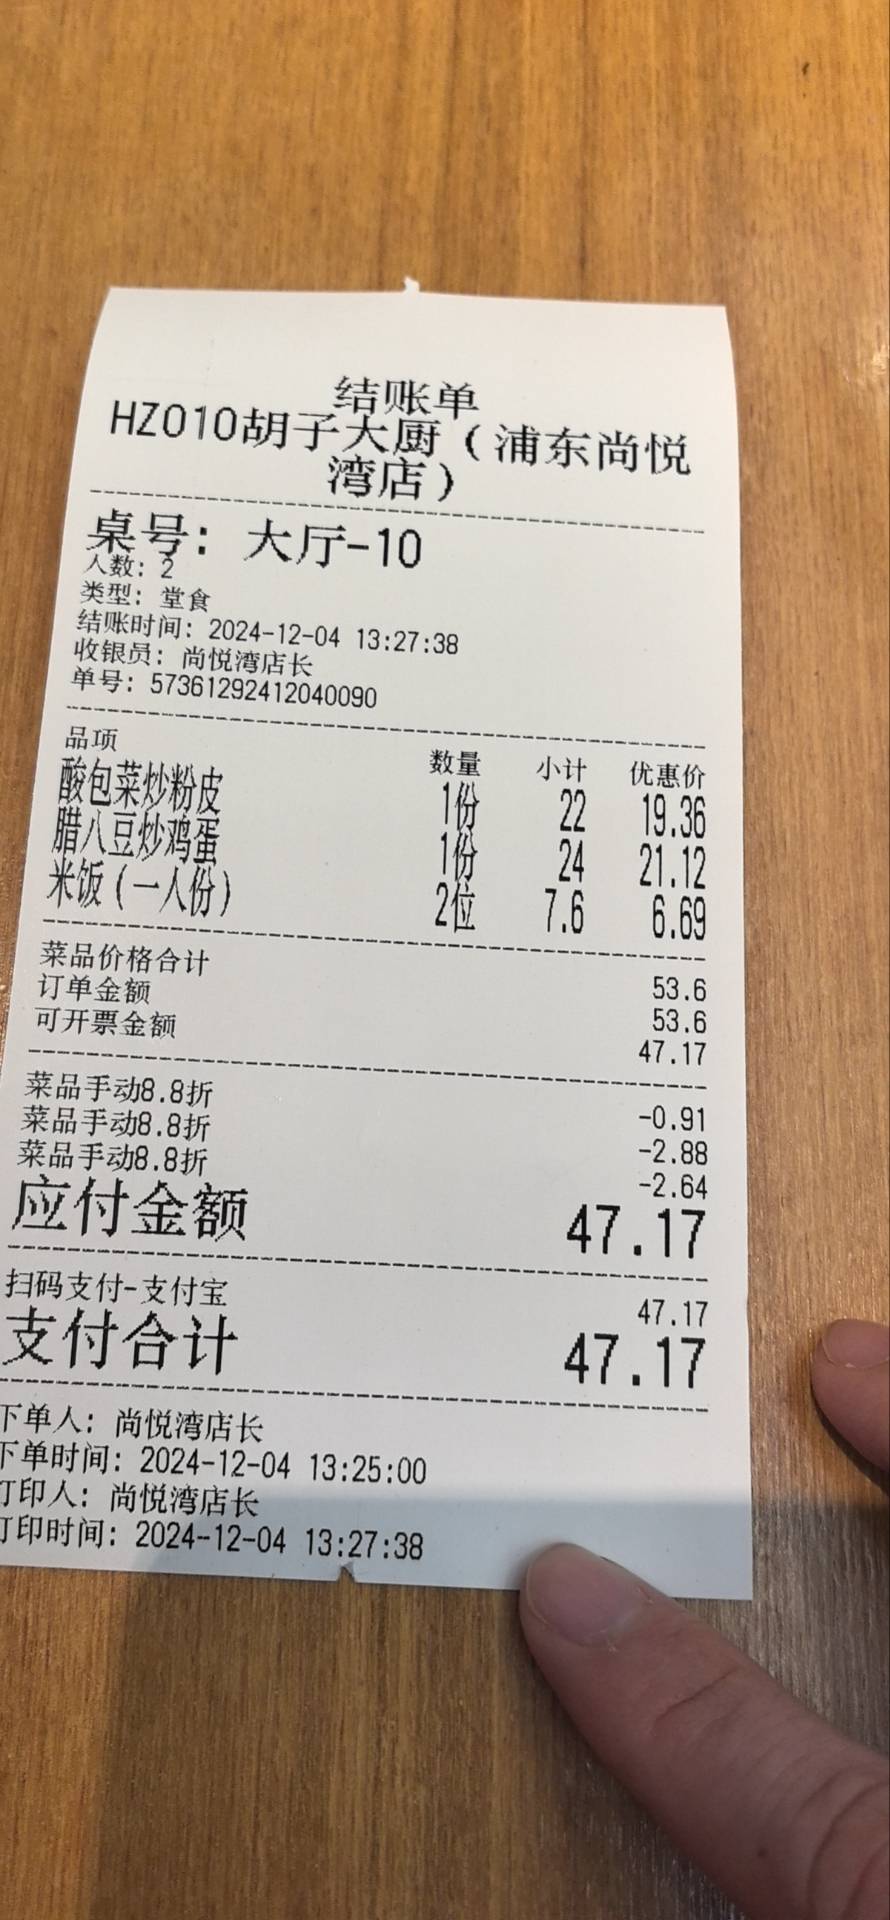 结账单
HZ010胡子大厨（浦东尚悦
湾店）
桌号：大厅-10
人数：2
类型：堂食
结账时间：2024-12-04 13:27:38
收银员：尚悦湾店长
单号：57361292412040090
品项 数量 小计 优惠价
酸包菜炒粉皮 1份 22 19.36
腊八豆炒鸡蛋 1份 24 21.12
米饭（一人份） 2位 7.6 6.69
菜品价格合计 53.6
订单金额 53.6
可开票金额 47.17
菜品手动8.8折 -0.91
菜品手动8.8折 -2.88
菜品手动8.8折 -2.64
应付金额 47.17
扫码支付-支付宝 47.17
支付合计 47.17
下单人：尚悦湾店长
下单时间：2024-12-04 13:25:00
打印人：尚悦湾店长
打印时间：2024-12-04 13:27:38